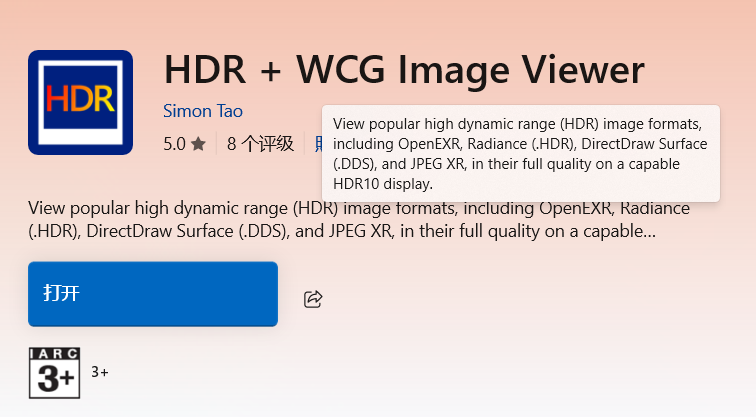 HDR
HDR + WCG Image Viewer
Simon Tao
5.0 ★ 8 个评级
View popular high dynamic range (HDR) image formats,
including OpenEXR, Radiance (.HDR), DirectDraw Surface
(.DDS), and JPEG XR, in their full quality on a capable
HDR10 display.
View popular high dynamic range (HDR) image formats, including OpenEXR, Radiance
(.HDR), DirectDraw Surface (.DDS), and JPEG XR, in their full quality on a capable...
打开
IARC
3+
3+